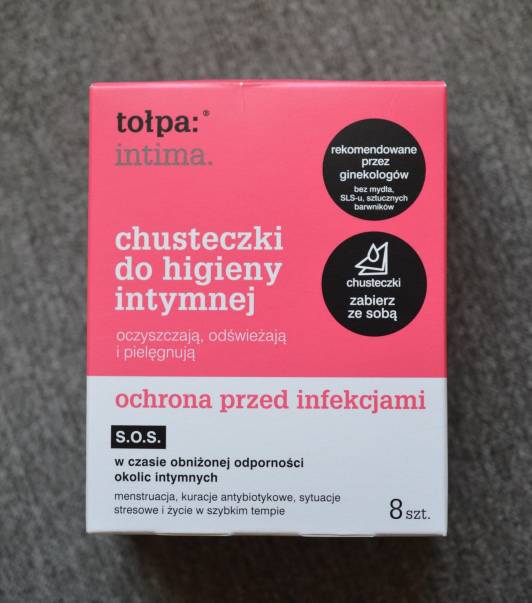 tołpa:®
intima.
rekomendowane
przez
ginekologów
bez mydła,
SLS-u, sztucznych
barwników
chusteczki
do higieny
intymnej
oczyszczają, odświeżają
i pielęgnują
chusteczki
zabierz
ze sobą
ochrona przed infekcjami
S.O.S.
w czasie obniżonej odporności
okolic intymnych
menstruacja, kuracje antybiotykowe, sytuacje
stresowe i życie w szybkim tempie
8 szt.